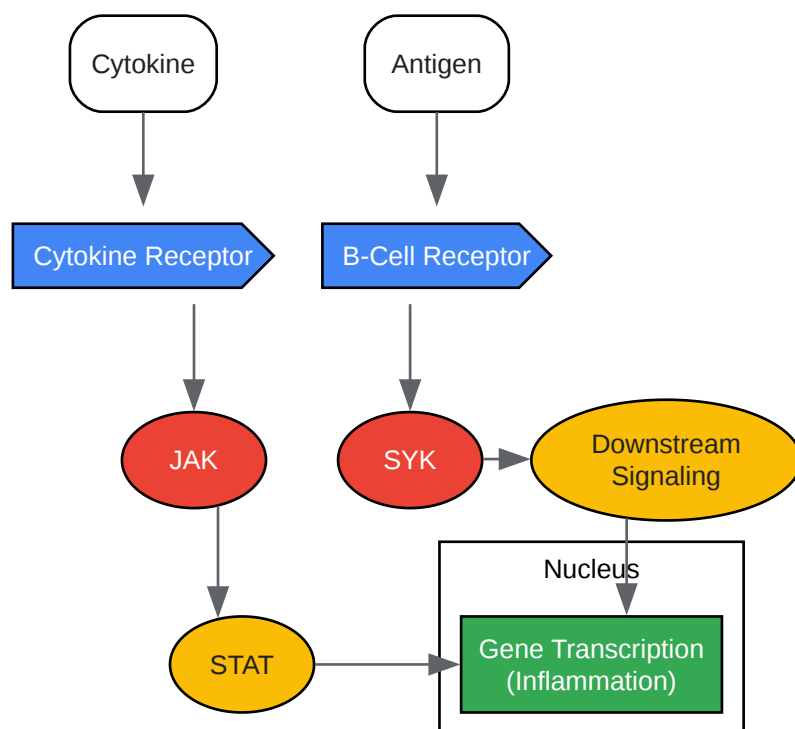 Cytokine
Antigen
Cytokine Receptor
B-Cell Receptor
JAK
SYK
Downstream
Signaling
Nucleus
STAT
Gene Transcription
(Inflammation)